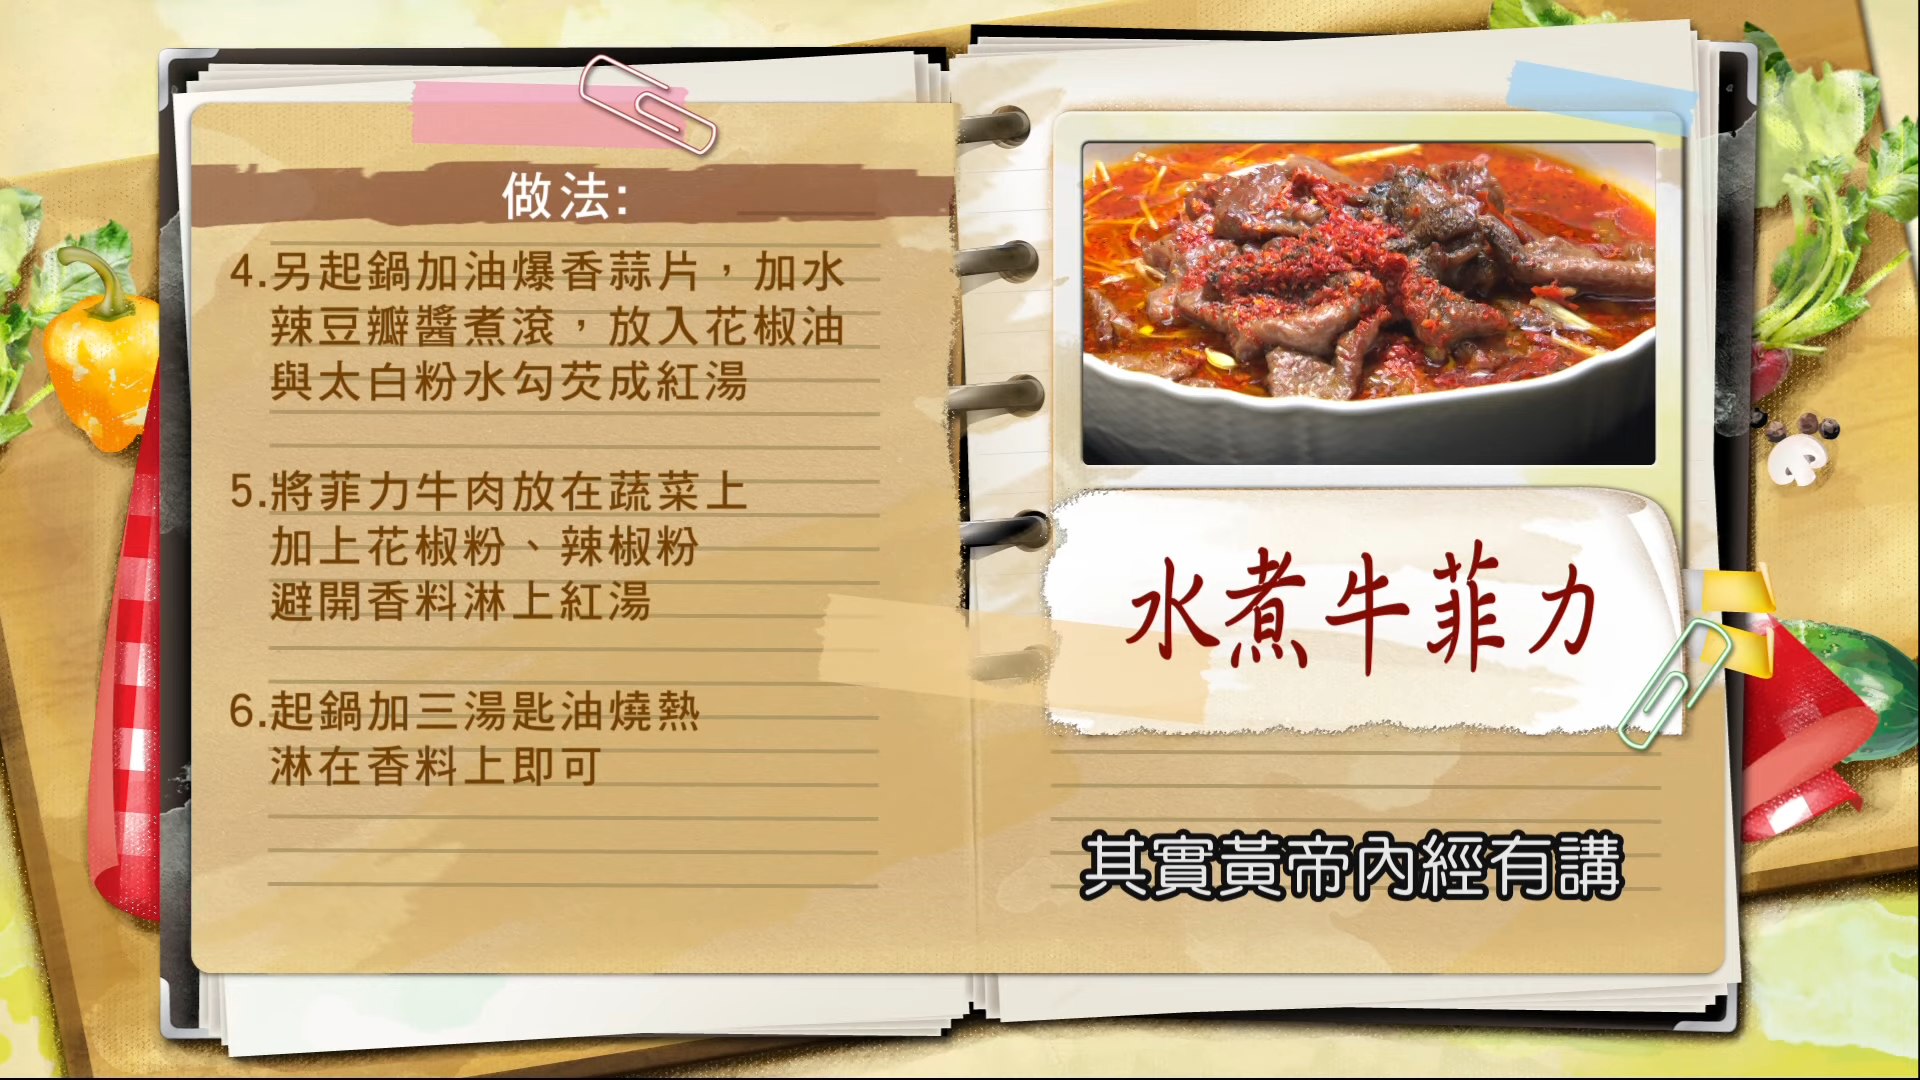 做法:
4.另起鍋加油爆香蒜片，加水
辣豆瓣醬煮滾，放入花椒油
與太白粉水勾芡成紅湯
5.將菲力牛肉放在蔬菜上
加上花椒粉、辣椒粉
避開香料淋上紅湯
6.起鍋加三湯匙油燒熱
淋在香料上即可
水煮牛菲力
其實黃帝內經有講